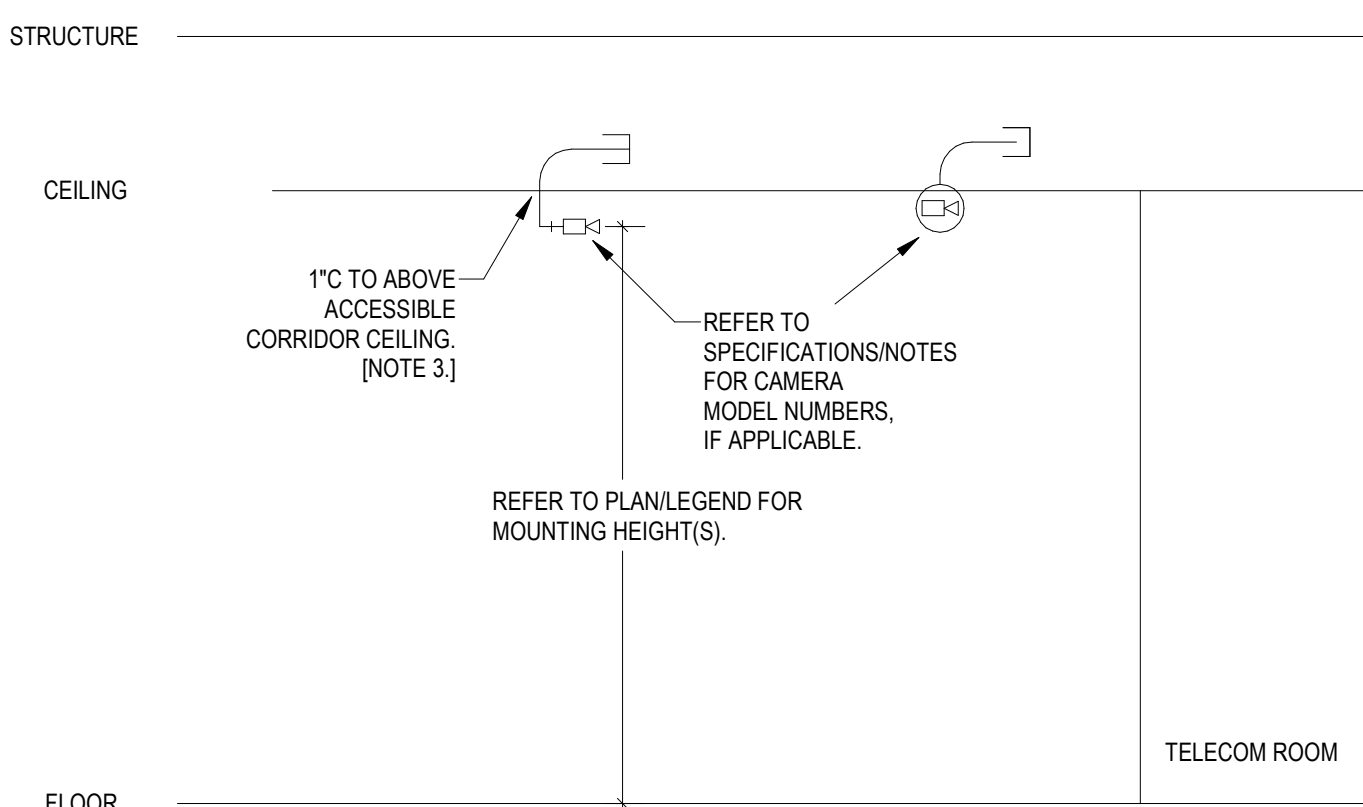 STRUCTURE
CEILING
1"C TO ABOVE
ACCESSIBLE
CORRIDOR CEILING.
[NOTE 3.]
REFER TO
SPECIFICATIONS/NOTES
FOR CAMERA
MODEL NUMBERS,
IF APPLICABLE.
REFER TO PLAN/LEGEND FOR
MOUNTING HEIGHT(S).
TELECOM ROOM
FLOOR